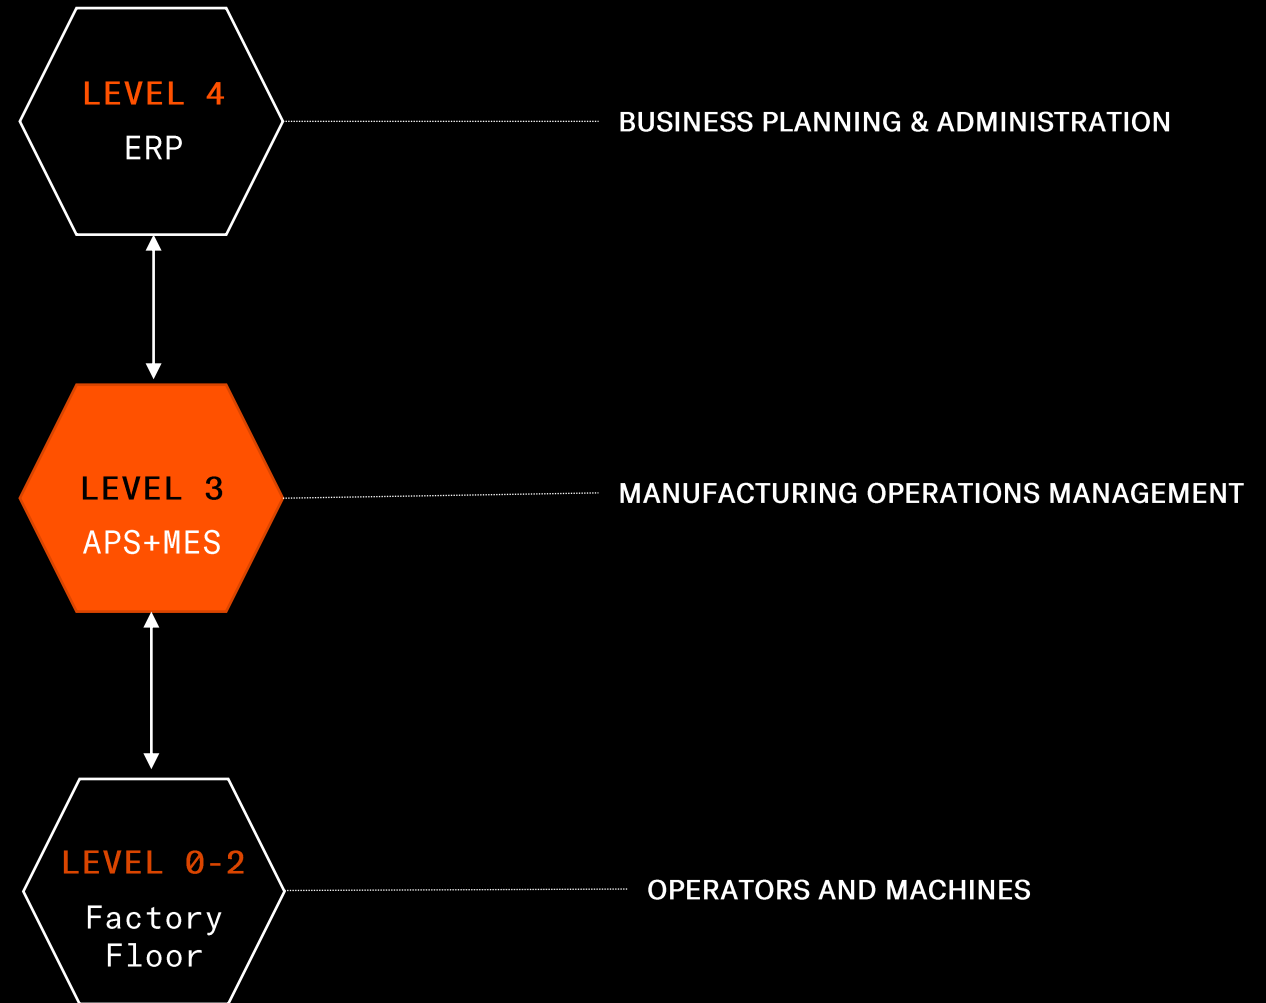 LEVEL 4
ERP
BUSINESS PLANNING & ADMINISTRATION
LEVEL 3
APS+MES
MANUFACTURING OPERATIONS MANAGEMENT
LEVEL 0-2
Factory
Floor
OPERATORS AND MACHINES